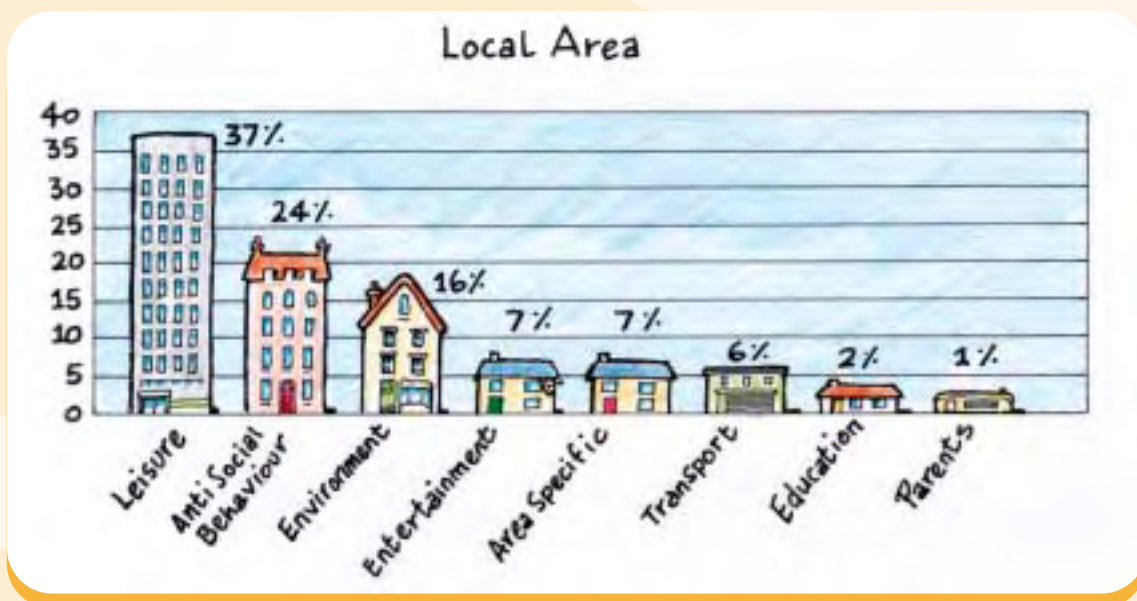 Local Area
40
35
30
25
20
15
10
5
0
37%
24%
16%
7%
7%
6%
2%
1%
Leisure
Anti Social
Behaviour
Environment
Entertainment
Area Specific
Transport
Education
Parents